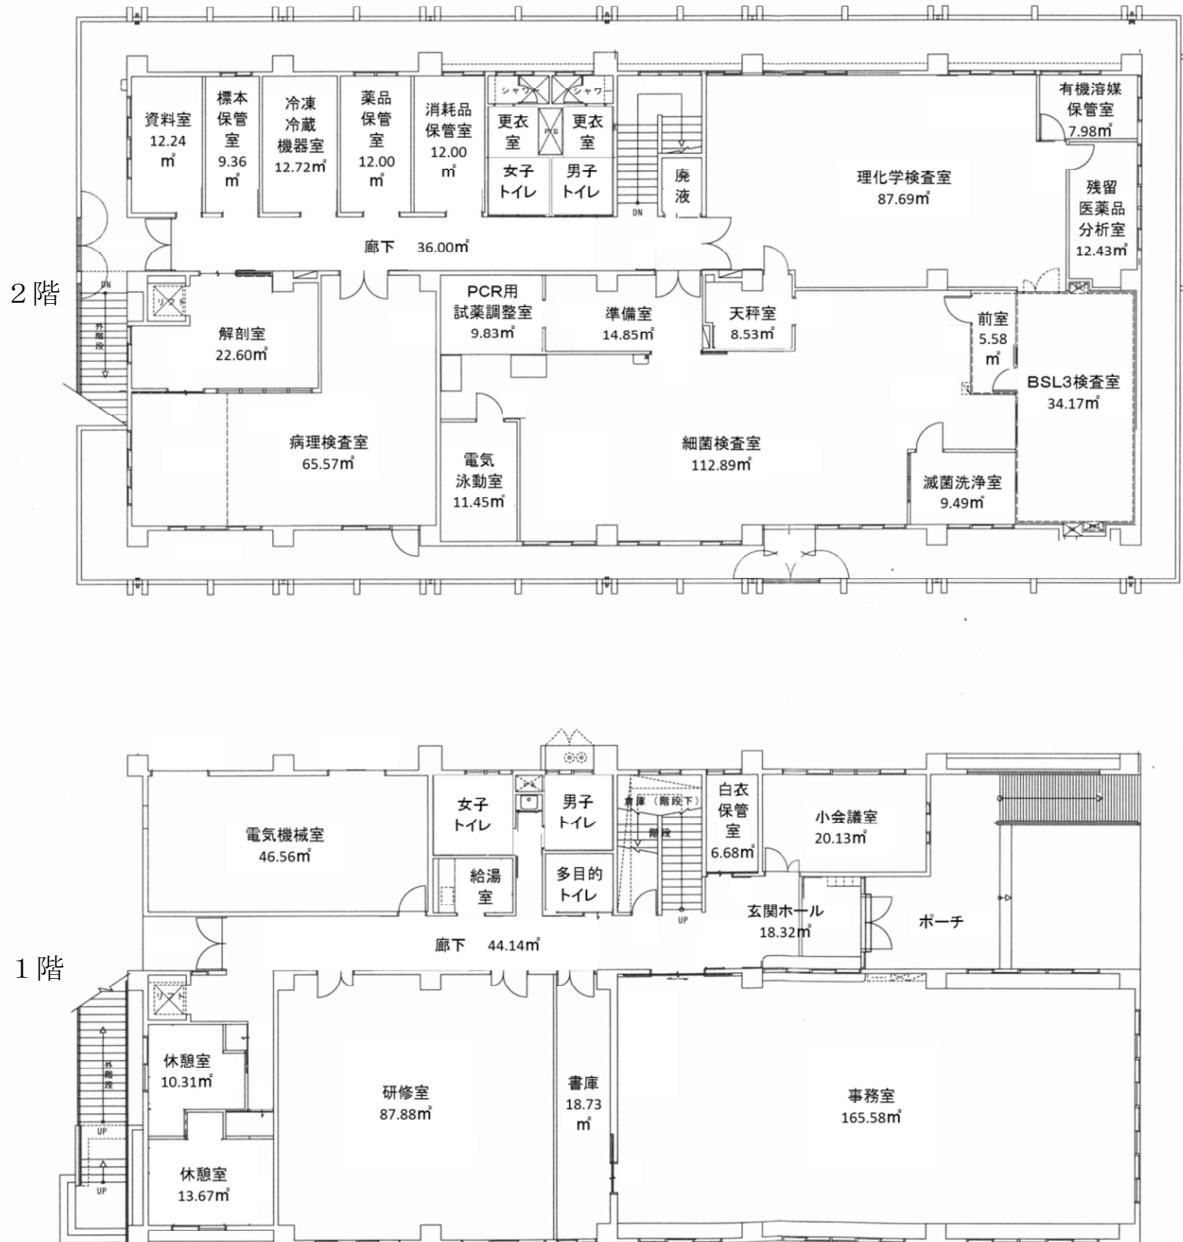 ２階
資料室
12.24
㎡
標本
保管
室
9.36
㎡
冷凍
冷蔵
機器室
12.72㎡
薬品
保管
室
12.00
㎡
消耗品
保管室
12.00
㎡
シャワー
シャワー
更衣
室
PS
更衣
室
女子
トイレ
男子
トイレ
DN
廃
液
理化学検査室
87.69㎡
有機溶媒
保管室
7.98㎡
残留
医薬品
分析室
12.43㎡
廊下 36.00㎡
DN
外階段
リフト
解剖室
22.60㎡
PCR用
試薬調整室
9.83㎡
準備室
14.85㎡
天秤室
8.53㎡
前室
5.58
㎡
BSL3検査室
34.17㎡
病理検査室
65.57㎡
電気
泳動室
11.45㎡
細菌検査室
112.89㎡
滅菌洗浄室
9.49㎡
１階
電気機械室
46.56㎡
女子
トイレ
PS
男子
トイレ
倉庫（階段下）
階段
白衣
保管
室
6.68㎡
小会議室
20.13㎡
給湯
室
多目的
トイレ
UP
玄関ホール
18.32㎡
ポーチ
廊下 44.14㎡
リフト
外階段
UP
UP
休憩室
10.31㎡
休憩室
13.67㎡
研修室
87.88㎡
書庫
18.73
㎡
事務室
165.58㎡